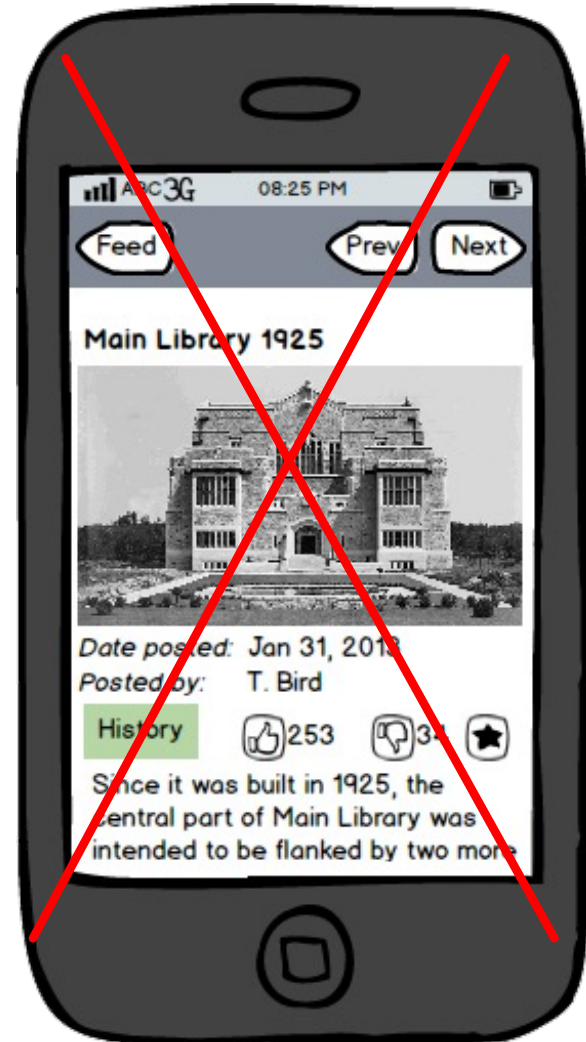 ABC 3G 08:25 PM
Feed Prev Next
Main Library 1925
Date posted: Jan 31, 2013
Posted by: T. Bird
History 253 34
Since it was built in 1925, the
central part of Main Library was
intended to be flanked by two more